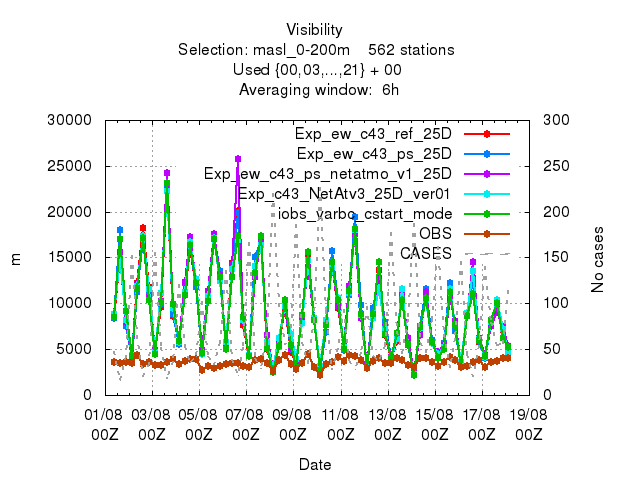 Visibility
Selection: masl_0-200m 562 stations
Used {00,03,...,21} + 00
Averaging window: 6h
30000 300
25000 250
20000 200
15000 150
10000 100
5000 50
0 0
m
No cases
Exp_ew_c43_ref_25D
Exp_ew_c43_ps_25D
Exp_ew_c43_ps_netatmo_v1_25D
Exp_c43_NetAtv3_25D_ver01
iobs_varbc_cstart_mode
OBS
CASES
01/08 03/08 05/08 07/08 09/08 11/08 13/08 15/08 17/08 19/08
00Z 00Z 00Z 00Z 00Z 00Z 00Z 00Z 00Z 00Z
Date